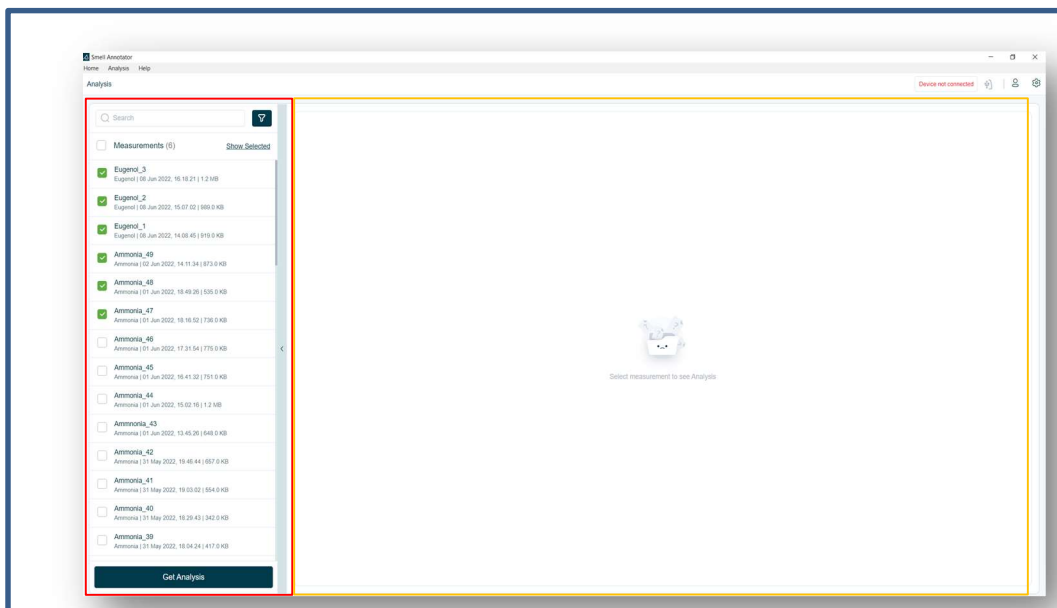 Smell Annotator
Home Analysis Help
Analysis
Device not connected
Search
Measurements (6) Show Selected
Eugenol_3
Eugenol | 08 Jun 2022, 16.18.21 | 1.2 MB
Eugenol_2
Eugenol | 08 Jun 2022, 15.07.02 | 989.0 KB
Eugenol_1
Eugenol | 08 Jun 2022, 14.08.45 | 919.0 KB
Ammonia_49
Ammonia | 02 Jun 2022, 14.11.34 | 873.0 KB
Ammonia_48
Ammonia | 01 Jun 2022, 18.49.26 | 535.0 KB
Ammonia_47
Ammonia | 01 Jun 2022, 18.16.52 | 736.0 KB
Ammonia_46
Ammonia | 01 Jun 2022, 17.31.54 | 775.0 KB
Ammonia_45
Ammonia | 01 Jun 2022, 16.41.32 | 751.0 KB
Ammonia_44
Ammonia | 01 Jun 2022, 15.02.16 | 1.2 MB
Ammnonia_43
Ammonia | 01 Jun 2022, 13.45.26 | 648.0 KB
Ammonia_42
Ammonia | 31 May 2022, 19.46.44 | 657.0 KB
Ammonia_41
Ammonia | 31 May 2022, 19.03.02 | 554.0 KB
Ammonia_40
Ammonia | 31 May 2022, 18.29.43 | 342.0 KB
Ammonia_39
Ammonia | 31 May 2022, 18.04.24 | 417.0 KB
Get Analysis
Select measurement to see Analysis